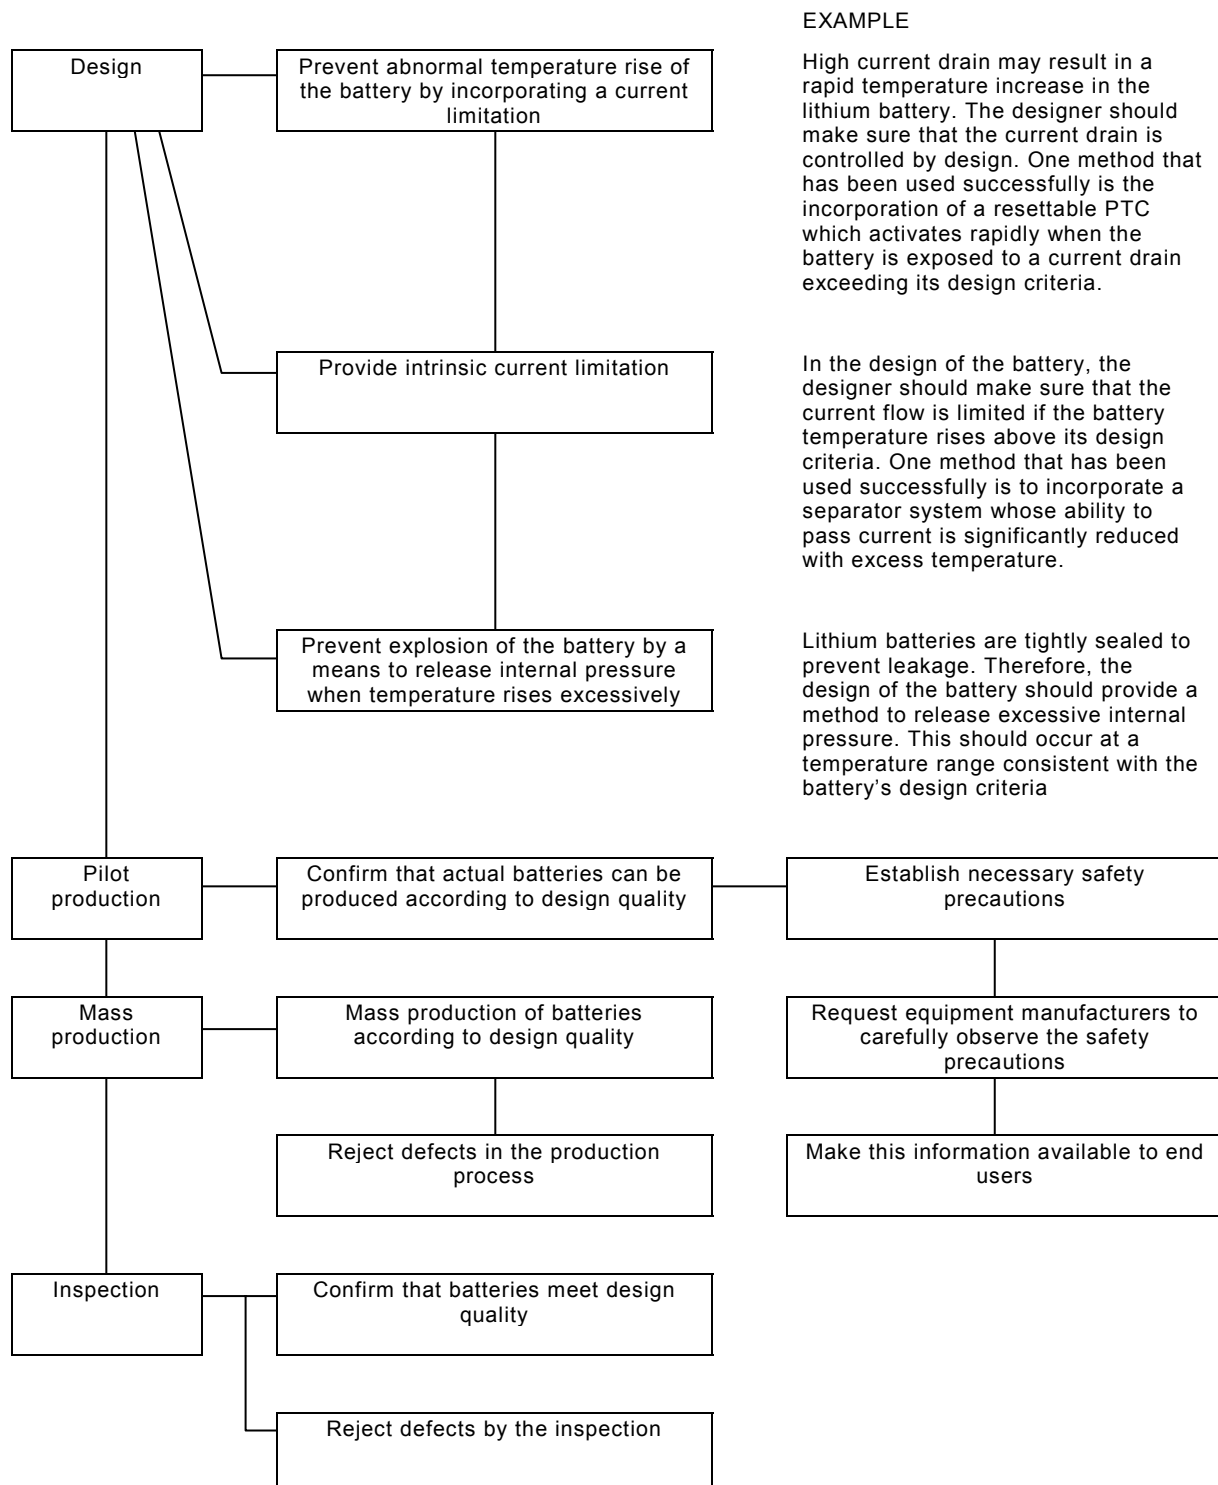 EXAMPLE
Design
Prevent abnormal temperature rise of
the battery by incorporating a current
limitation
High current drain may result in a
rapid temperature increase in the
lithium battery. The designer should
make sure that the current drain is
controlled by design. One method that
has been used successfully is the
incorporation of a resettable PTC
which activates rapidly when the
battery is exposed to a current drain
exceeding its design criteria.
Provide intrinsic current limitation
In the design of the battery, the
designer should make sure that the
current flow is limited if the battery
temperature rises above its design
criteria. One method that has been
used successfully is to incorporate a
separator system whose ability to
pass current is significantly reduced
with excess temperature.
Prevent explosion of the battery by a
means to release internal pressure
when temperature rises excessively
Lithium batteries are tightly sealed to
prevent leakage. Therefore, the
design of the battery should provide a
method to release excessive internal
pressure. This should occur at a
temperature range consistent with the
battery's design criteria
Pilot
production
Confirm that actual batteries can be
produced according to design quality
Establish necessary safety
precautions
Mass
production
Mass production of batteries
according to design quality
Request equipment manufacturers to
carefully observe the safety
precautions
Reject defects in the production
process
Make this information available to end
users
Inspection
Confirm that batteries meet design
quality
Reject defects by the inspection